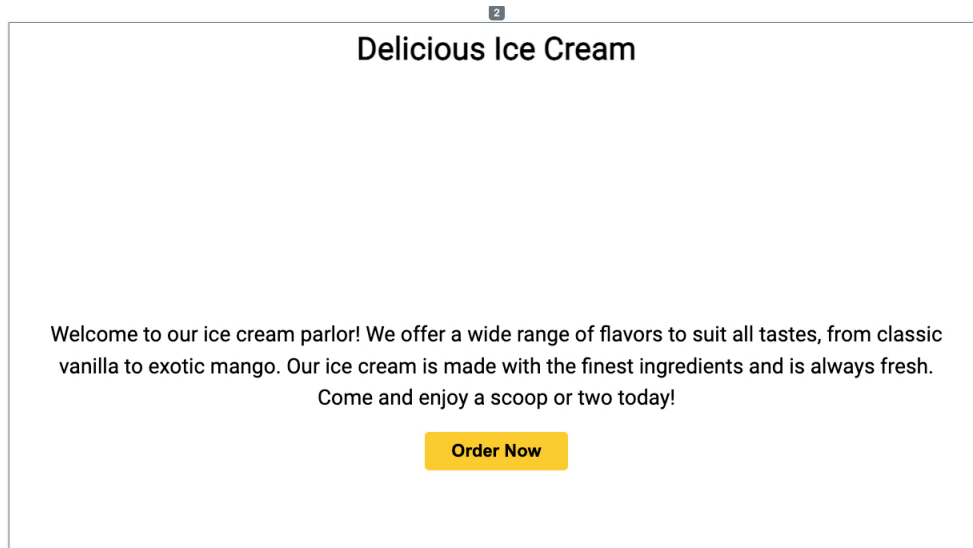 2
Delicious Ice Cream
Welcome to our ice cream parlor! We offer a wide range of flavors to suit all tastes, from classic
vanilla to exotic mango. Our ice cream is made with the finest ingredients and is always fresh.
Come and enjoy a scoop or two today!
Order Now